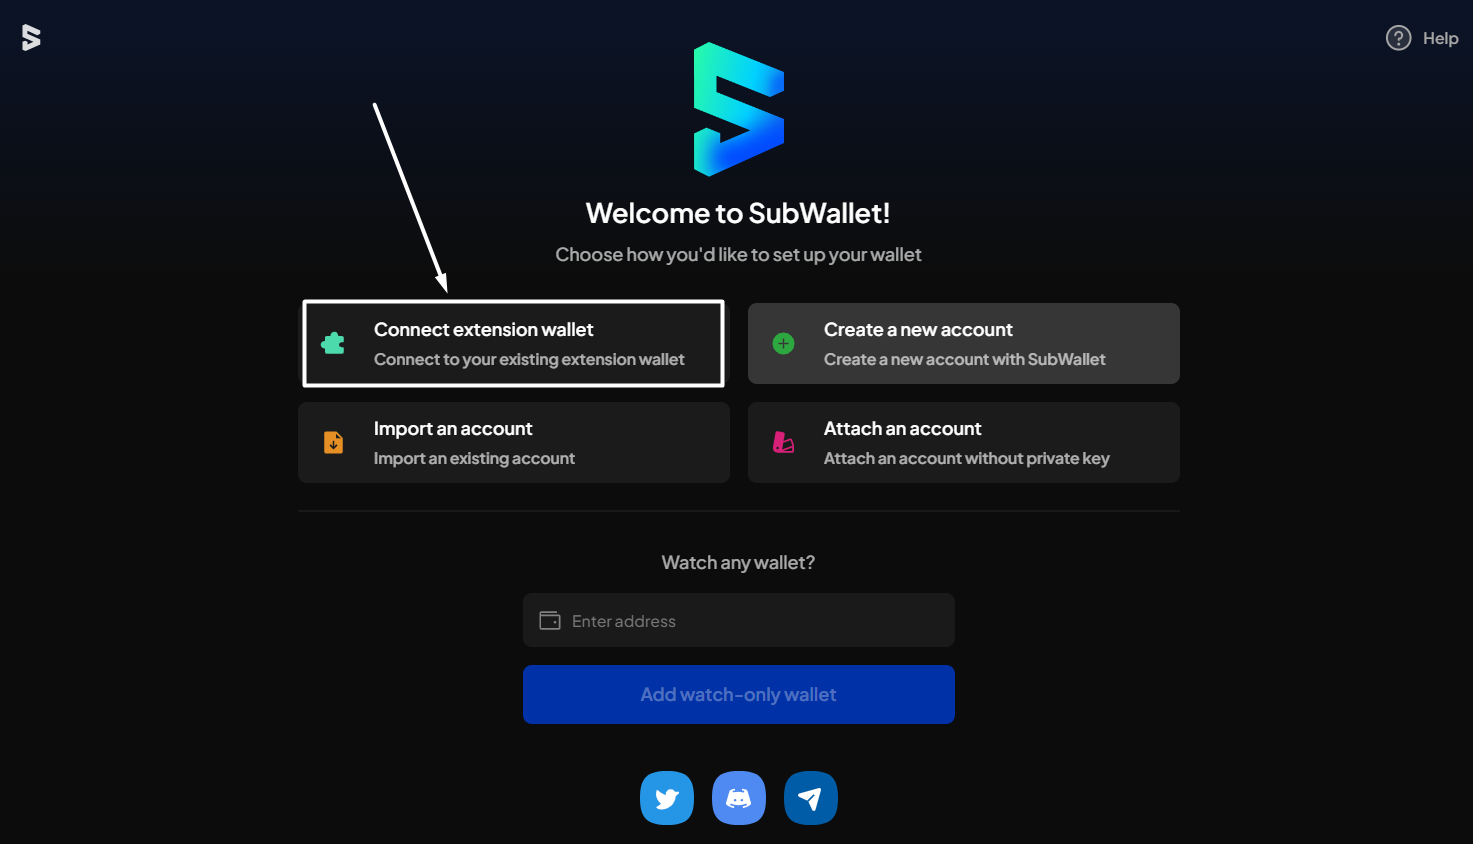 Help
Welcome to SubWallet!
Choose how you'd like to set up your wallet
Connect extension wallet
Connect to your existing extension wallet
Create a new account
Create a new account with SubWallet
Import an account
Import an existing account
Attach an account
Attach an account without private key
Watch any wallet?
Enter address
Add watch-only wallet